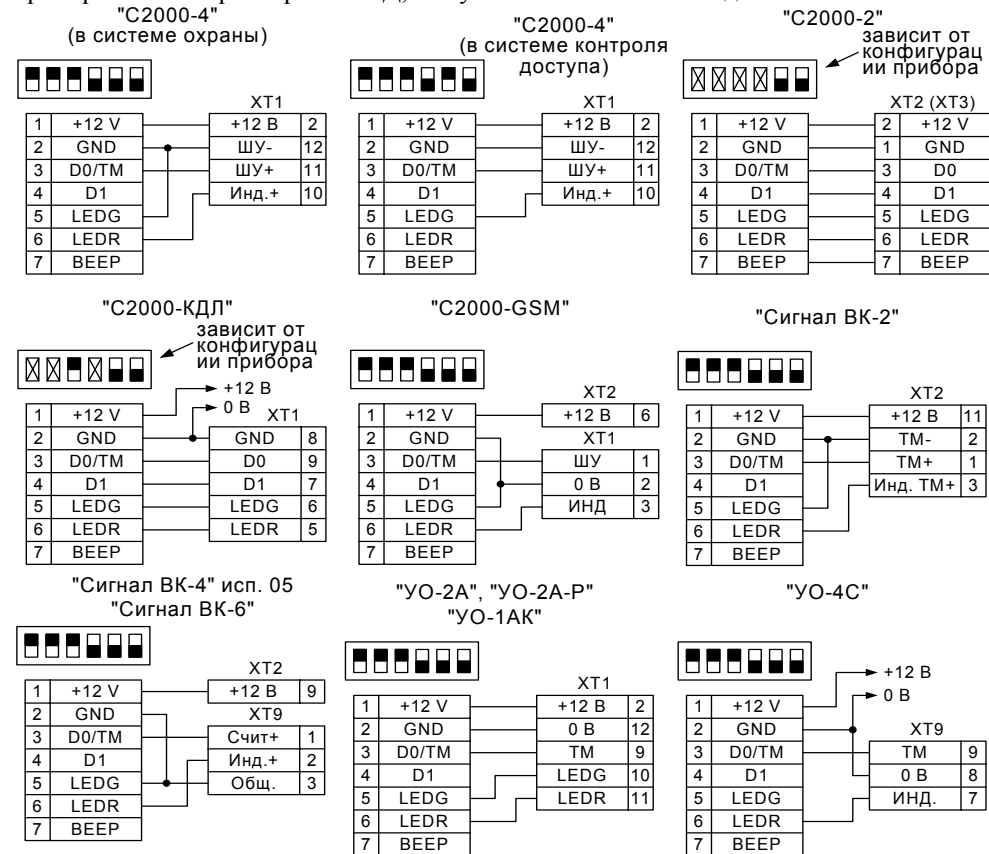 "С2000-4"
(в системе охраны)
XT1
1 +12 V +12 В 2
2 GND ШУ- 12
3 D0/TM ШУ+ 11
4 D1 Инд.+ 10
5 LEDG
6 LEDR
7 BEEP
"С2000-4"
(в системе контроля
доступа)
XT1
1 +12 V +12 В 2
2 GND ШУ- 12
3 D0/TM ШУ+ 11
4 D1 Инд.+ 10
5 LEDG
6 LEDR
7 BEEP
"С2000-2"
зависит от
конфигурац
ии прибора
XT2 (XT3)
1 +12 V 2 +12 V
2 GND 1 GND
3 D0/TM 3 D0
4 D1 4 D1
5 LEDG 5 LEDG
6 LEDR 6 LEDR
7 BEEP 7 BEEP
"С2000-КДЛ"
зависит от
конфигурац
ии прибора
+12 В
0 В
XT1
1 +12 V
2 GND GND 8
3 D0/TM D0 9
4 D1 D1 7
5 LEDG LEDG 6
6 LEDR LEDR 5
7 BEEP
"С2000-GSM"
XT2
1 +12 V +12 В 6
2 GND XT1
3 D0/TM ШУ 1
4 D1 0 В 2
5 LEDG ИНД 3
6 LEDR
7 BEEP
"Сигнал ВК-2"
XT2
1 +12 V +12 В 11
2 GND ТМ- 2
3 D0/TM ТМ+ 1
4 D1 Инд. ТМ+ 3
5 LEDG
6 LEDR
7 BEEP
"Сигнал ВК-4" исп. 05
"Сигнал ВК-6"
XT2
1 +12 V +12 В 9
2 GND XT9
3 D0/TM Счит+ 1
4 D1 Инд.+ 2
5 LEDG Общ. 3
6 LEDR
7 BEEP
"УО-2А", "УО-2А-Р"
"УО-1АК"
XT1
1 +12 V +12 В 2
2 GND 0 В 12
3 D0/TM ТМ 9
4 D1 LEDG 10
5 LEDG LEDR 11
6 LEDR
7 BEEP
"УО-4С"
+12 В
0 В
1 +12 V
2 GND XT9
3 D0/TM ТМ 9
4 D1 0 В 8
5 LEDG ИНД. 7
6 LEDR
7 BEEP